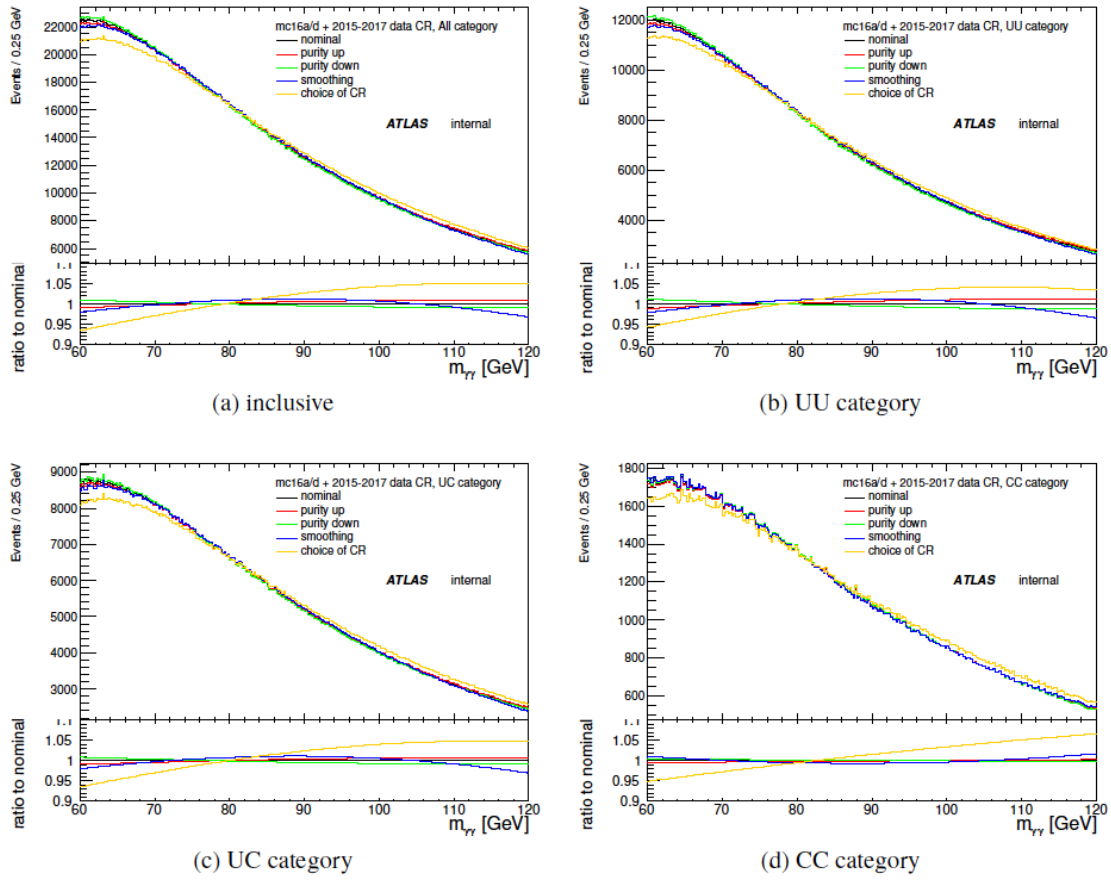 mc16a/d + 2015-2017 data CR, All category
nominal
purity up
purity down
smoothing
choice of CR
ATLAS internal
Events / 0.25 GeV
22000
20000
18000
16000
14000
12000
10000
8000
6000
ratio to nominal
1.1
1.05
1
0.95
0.9
60 70 80 90 100 110 120
mγγ [GeV]
(a) inclusive
mc16a/d + 2015-2017 data CR, UU category
nominal
purity up
purity down
smoothing
choice of CR
ATLAS internal
Events / 0.25 GeV
12000
10000
8000
6000
4000
ratio to nominal
1.1
1.05
1
0.95
0.9
60 70 80 90 100 110 120
mγγ [GeV]
(b) UU category
mc16a/d + 2015-2017 data CR, UC category
nominal
purity up
purity down
smoothing
choice of CR
ATLAS internal
Events / 0.25 GeV
9000
8000
7000
6000
5000
4000
3000
ratio to nominal
1.1
1.05
1
0.95
0.9
60 70 80 90 100 110 120
mγγ [GeV]
(c) UC category
mc16a/d + 2015-2017 data CR, CC category
nominal
purity up
purity down
smoothing
choice of CR
ATLAS internal
Events / 0.25 GeV
1800
1600
1400
1200
1000
800
600
ratio to nominal
1.1
1.05
1
0.95
0.9
60 70 80 90 100 110 120
mγγ [GeV]
(d) CC category